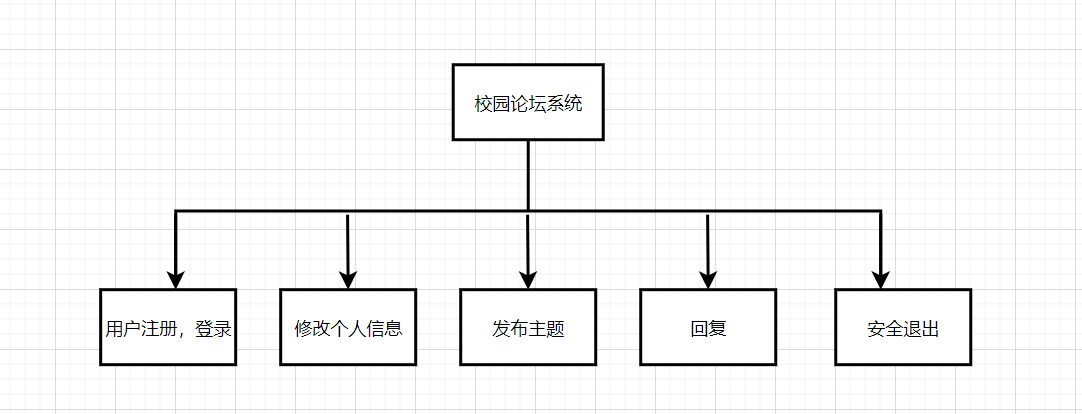 校园论坛系统
用户注册，登录
修改个人信息
发布主题
回复
安全退出